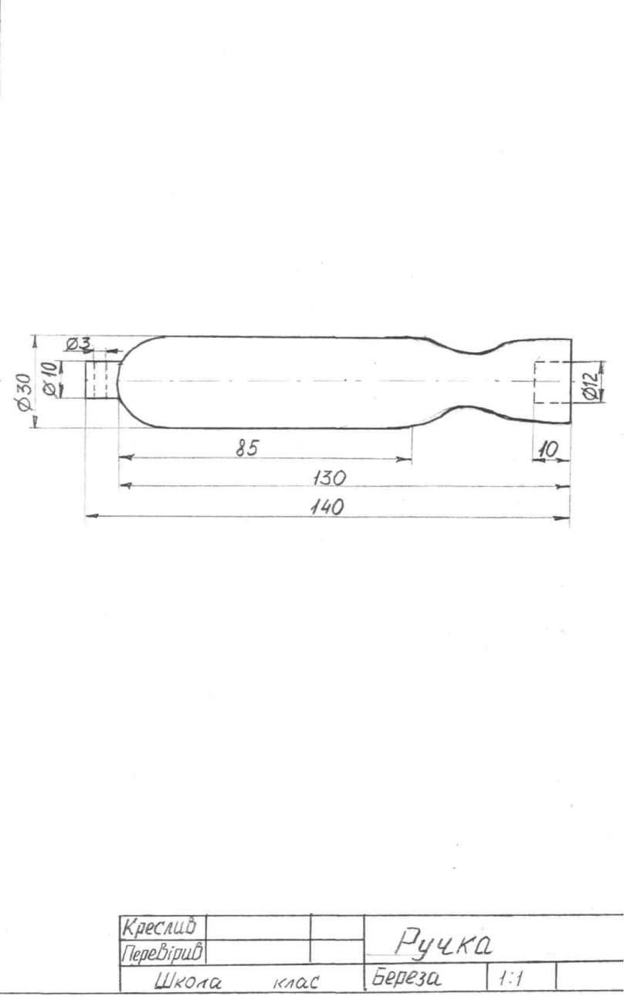 Ø3
Ø30
Ø10
Ø12
85
10
130
140
Креслив
Перевірив
Ручка
Школа клас
Береза
1:1